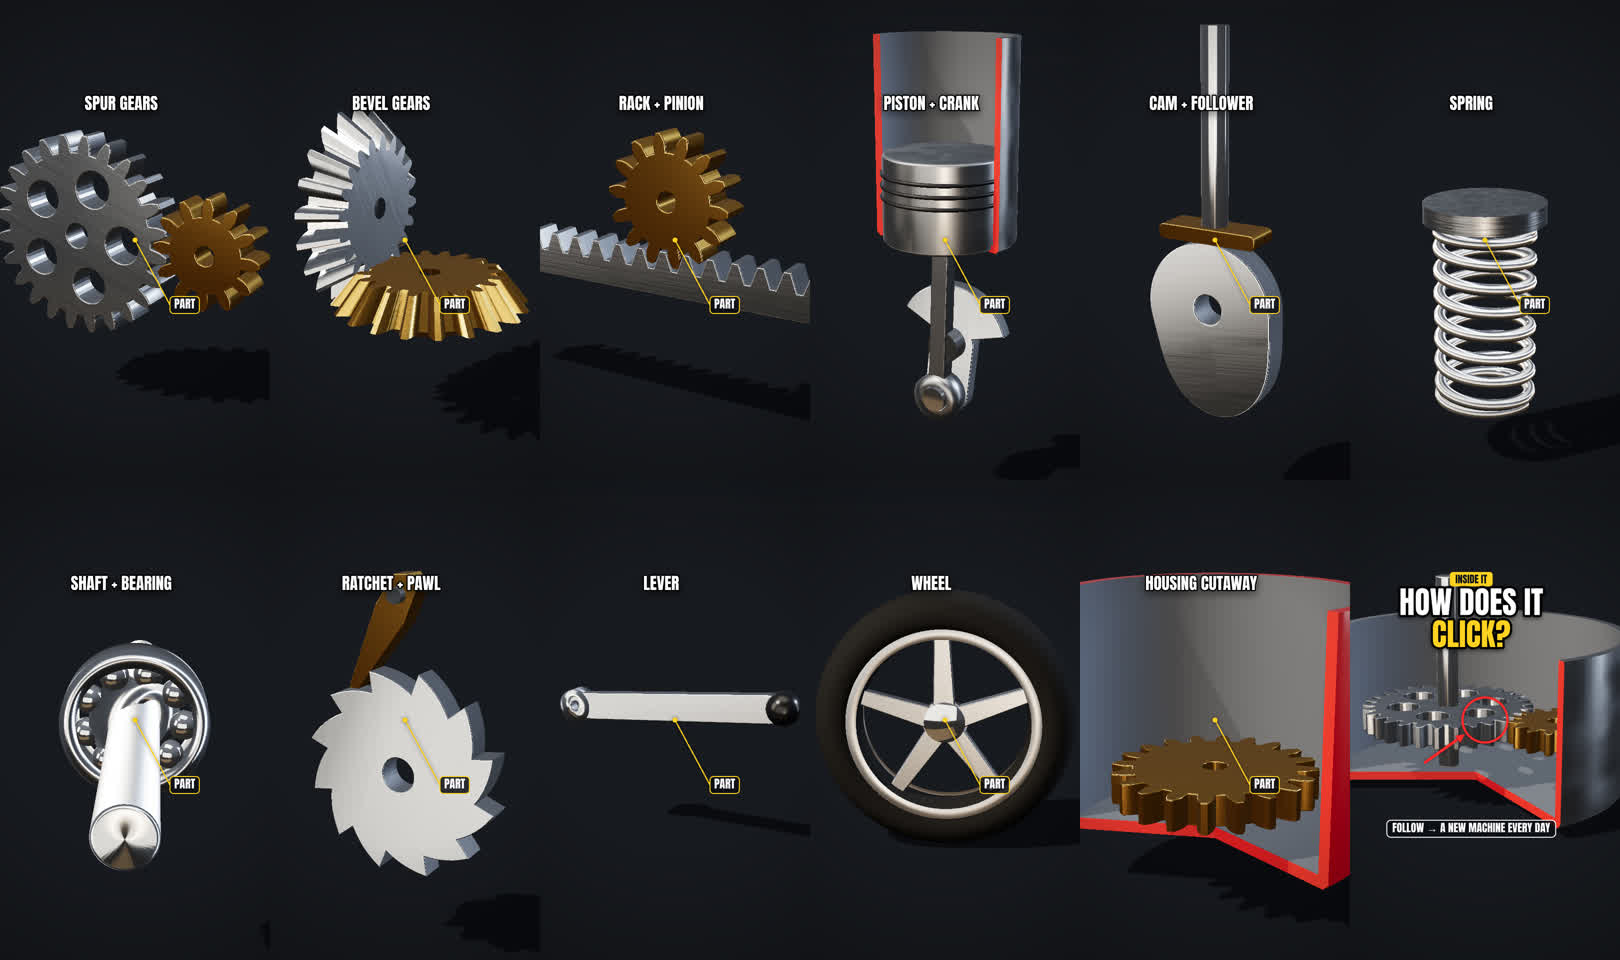 SPUR GEARS
BEVEL GEARS
RACK + PINION
PISTON + CRANK
CAM + FOLLOWER
SPRING
PART
PART
PART
PART
PART
PART
SHAFT + BEARING
RATCHET + PAWL
LEVER
WHEEL
HOUSING CUTAWAY
INSIDE IT
HOW DOES IT
CLICK?
PART
PART
PART
PART
PART
FOLLOW → A NEW MACHINE EVERY DAY